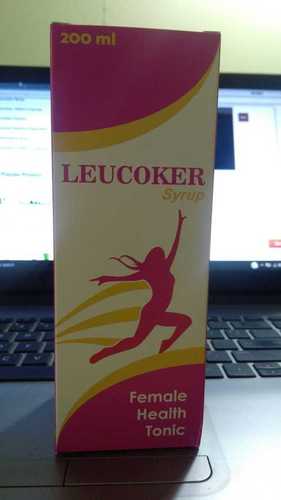 200 ml
LEUCOKER
Syrup
Female
Health
Tonic